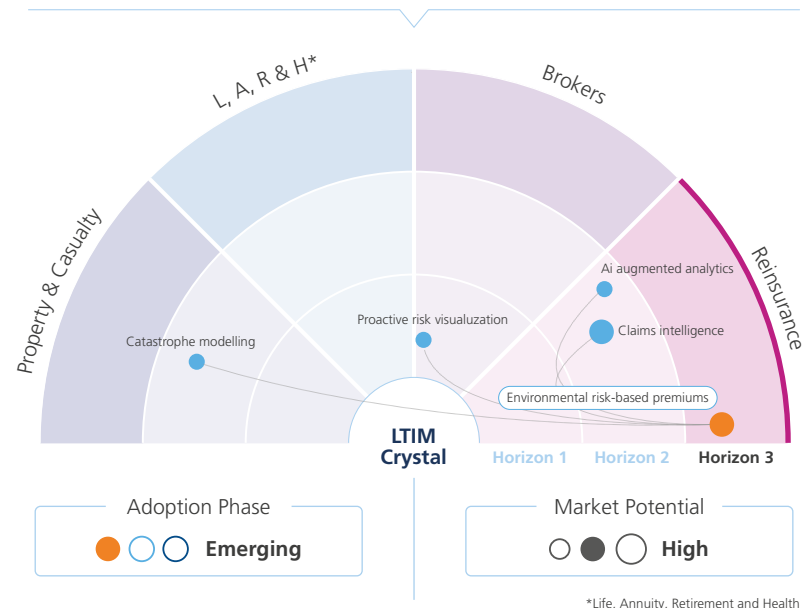 L, A, R & H*
Brokers
Property & Casualty
Reinsurance
Ai augmented analytics
Proactive risk visualuzation
Claims intelligence
Catastrophe modelling
Environmental risk-based premiums
LTIM
Crystal
Horizon 1
Horizon 2
Horizon 3
Adoption Phase
Emerging
Market Potential
High
*Life, Annuity, Retirement and Health